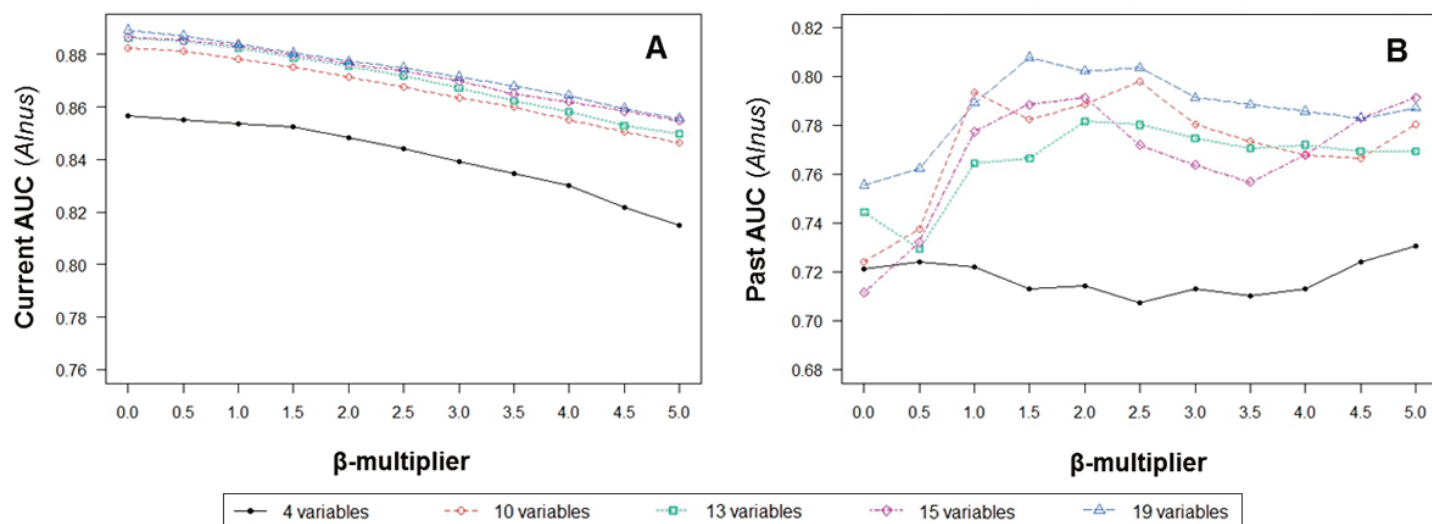 A
Current AUC (Alnus)
0.88
0.86
0.84
0.82
0.80
0.78
0.76
0.0 0.5 1.0 1.5 2.0 2.5 3.0 3.5 4.0 4.5 5.0
β-multiplier
B
Past AUC (Alnus)
0.82
0.80
0.78
0.76
0.74
0.72
0.70
0.68
0.0 0.5 1.0 1.5 2.0 2.5 3.0 3.5 4.0 4.5 5.0
β-multiplier
4 variables 10 variables 13 variables 15 variables 19 variables